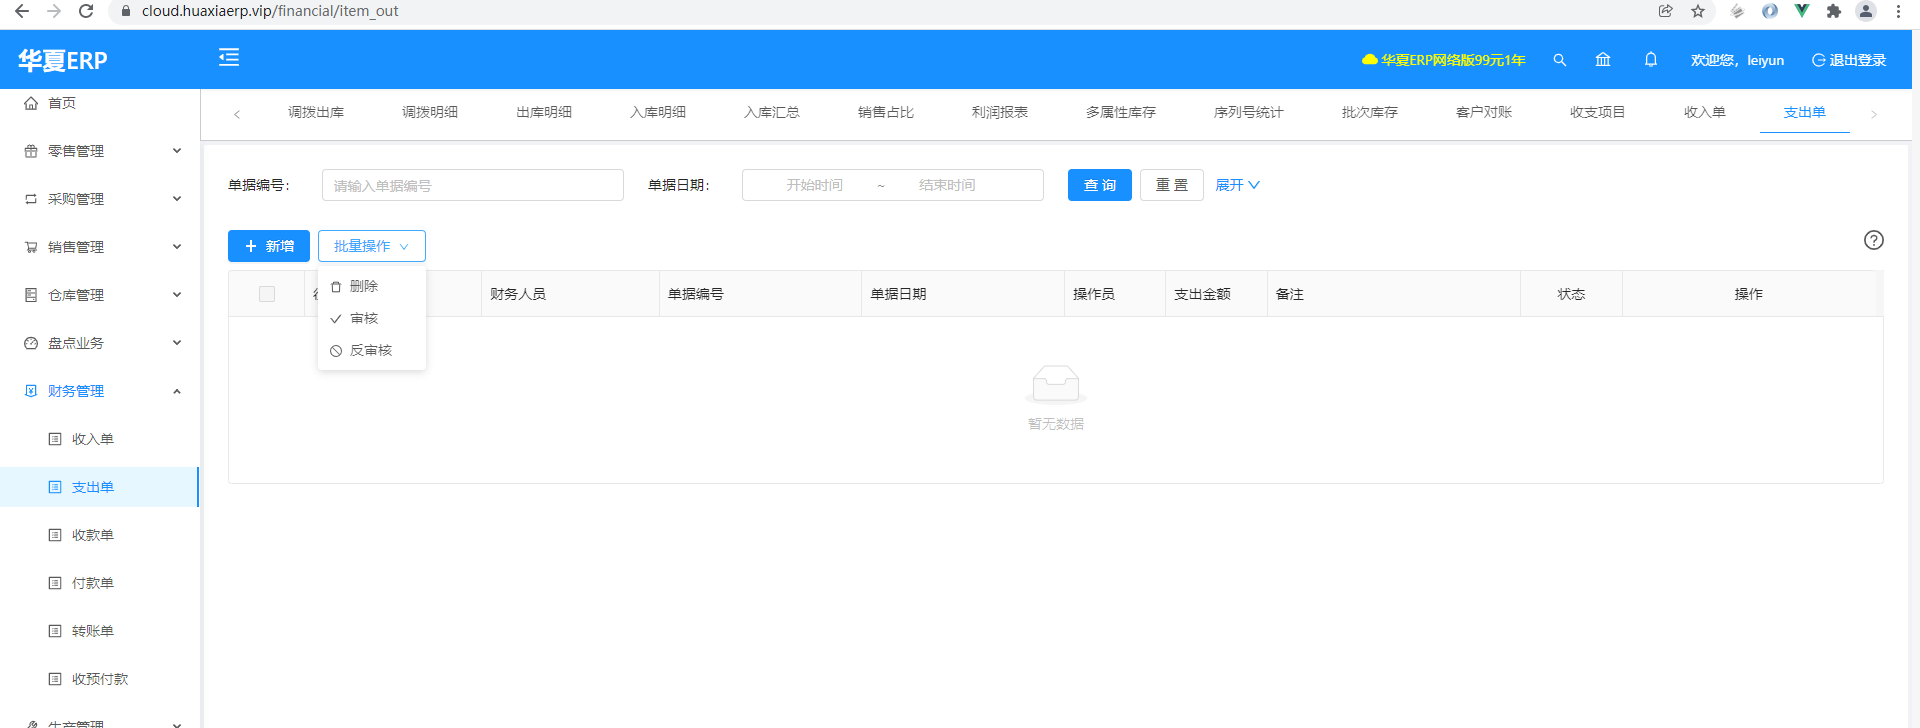 cloud.huaxiaerp.vip/financial/item_out
华夏ERP
华夏ERP网络版99元1年
欢迎您，leiyun
退出登录
首页
零售管理
采购管理
销售管理
仓库管理
盘点业务
财务管理
收入单
支出单
收款单
付款单
转账单
收预付款
生产管理
调拨出库 调拨明细 出库明细 入库明细 入库汇总 销售占比 利润报表 多属性库存 序列号统计 批次库存 客户对账 收支项目 收入单 支出单
单据编号： 请输入单据编号 单据日期： 开始时间 ~ 结束时间 查询 重置 展开
新增 批量操作
删除
审核
反审核
财务人员 单据编号 单据日期 操作员 支出金额 备注 状态 操作
暂无数据